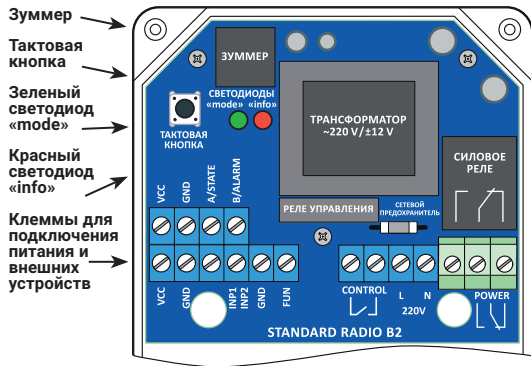 Зуммер
Тактовая
кнопка
Зеленый
светодиод
«mode»
Красный
светодиод
«info»
Клеммы для
подключения
питания и
внешних
устройств
ЗУММЕР
СВЕТОДИОДЫ
«mode» «info»
ТАКТОВАЯ
КНОПКА
ТРАНСФОРМАТОР
~220 V/±12 V
СИЛОВОЕ
РЕЛЕ
РЕЛЕ УПРАВЛЕНИЯ
СЕТЕВОЙ
ПРЕДОХРАНИТЕЛЬ
VCC
GND
A/STATE
B/ALARM
VCC
GND
INP1
INP2
GND
FUN
CONTROL
L N
220V
POWER
STANDARD RADIO B2